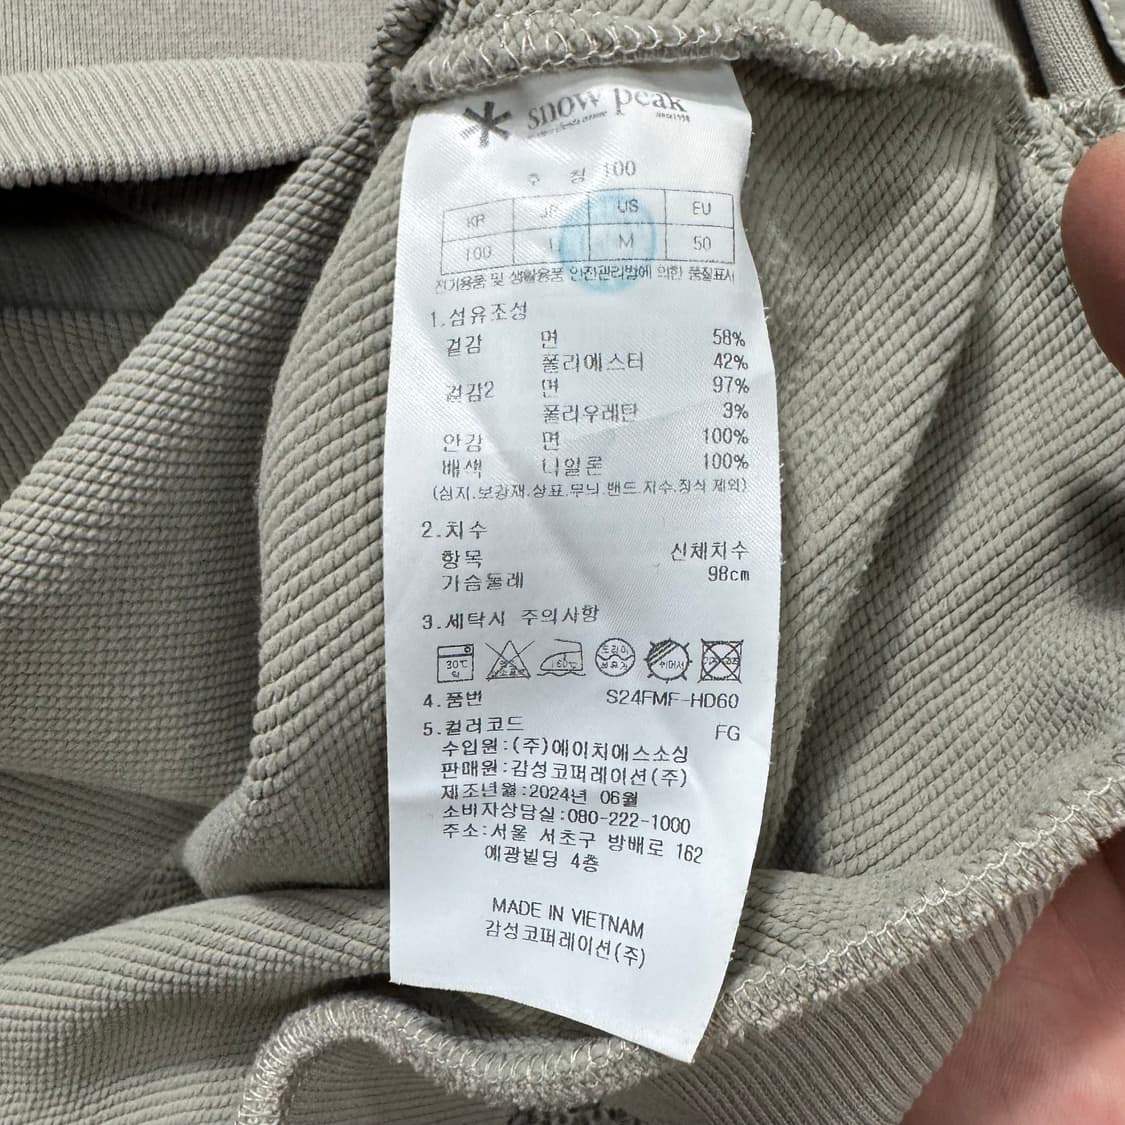 snow peak
since1958
호 칭 100
KR JP US EU
100 L M 50
전기용품 및 생활용품 안전관리법에 의한 품질표시
1.섬유조성
겉감 면 58%
폴리에스터 42%
겉감2 면 97%
폴리우레탄 3%
안감 면 100%
배색 나일론 100%
(심지.보강재.상표.무늬.밴드.자수.장식 제외)
2.치수
항목 신체치수
가슴둘레 98cm
3.세탁시 주의사항
30℃ 160℃
4.품번 S24FMF-HD60
5.컬러코드 FG
수입원:(주)에이치에스소싱
판매원:감성코퍼레이션(주)
제조년월:2024년 06월
소비자상담실:080-222-1000
주소:서울 서초구 방배로 162
예광빌딩 4층
MADE IN VIETNAM
감성코퍼레이션(주)